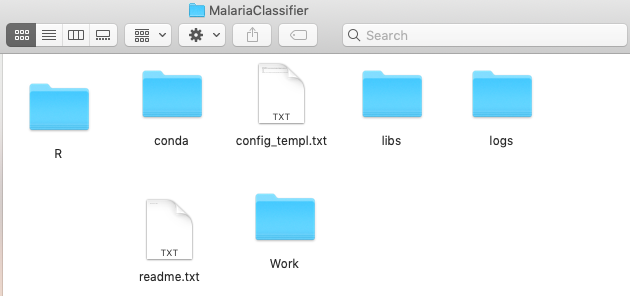 MalariaClassifier
Search
TXT
R
conda
config_templ.txt
libs
logs
TXT
readme.txt
Work